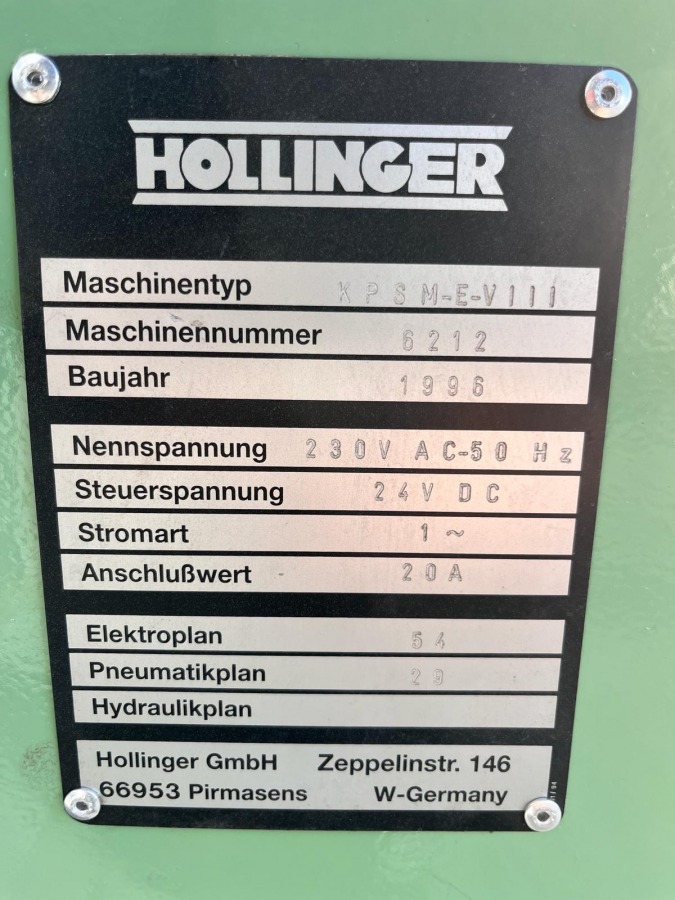 HOLLINGER
Maschinentyp KPSM-E-VIII
Maschinennummer 6212
Baujahr 1996
Nennspannung 230V AC-50 Hz
Steuerspannung 24V DC
Stromart 1~
Anschlußwert 20A
Elektroplan 54
Pneumatikplan 29
Hydraulikplan
Hollinger GmbH Zeppelinstr. 146
66953 Pirmasens W-Germany